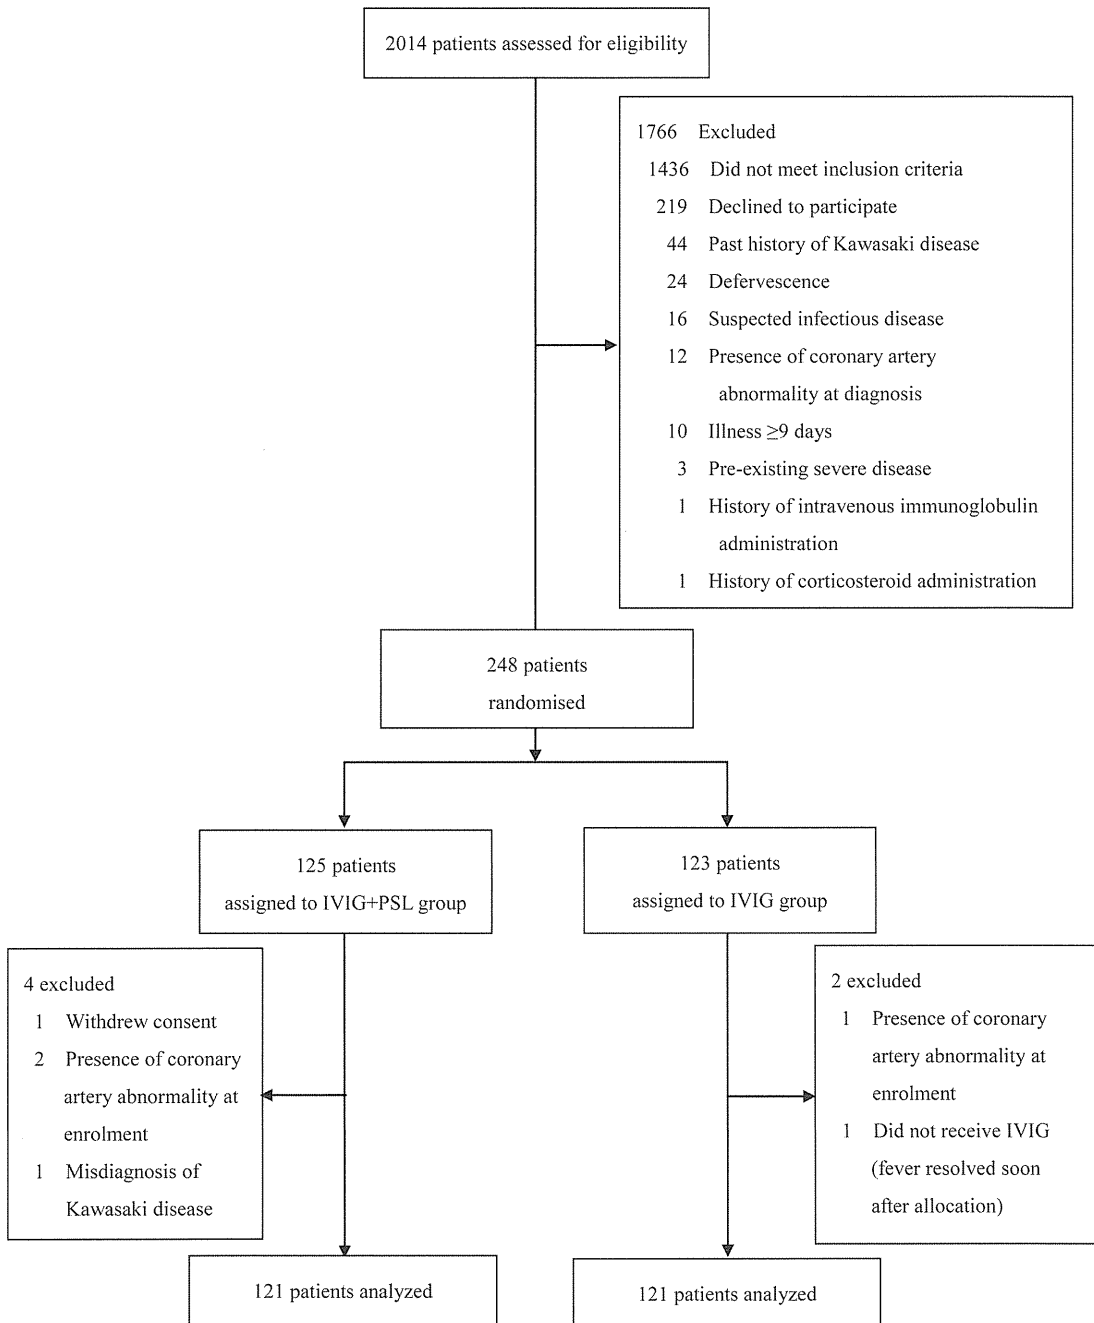 2014 patients assessed for eligibility
1766 Excluded
1436 Did not meet inclusion criteria
219 Declined to participate
44 Past history of Kawasaki disease
24 Defervescence
16 Suspected infectious disease
12 Presence of coronary artery
abnormality at diagnosis
10 Illness ≥9 days
3 Pre-existing severe disease
1 History of intravenous immunoglobulin
administration
1 History of corticosteroid administration
248 patients
randomised
125 patients
assigned to IVIG+PSL group
123 patients
assigned to IVIG group
4 excluded
1 Withdrew consent
2 Presence of coronary
artery abnormality at
enrolment
1 Misdiagnosis of
Kawasaki disease
2 excluded
1 Presence of coronary
artery abnormality at
enrolment
1 Did not receive IVIG
(fever resolved soon
after allocation)
121 patients analyzed
121 patients analyzed